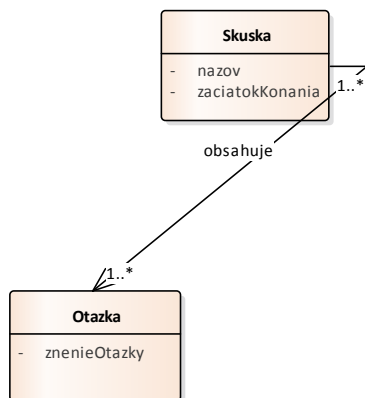 Skuska
- nazov
- zaciatokKonania
1..*
obsahuje
1..*
Otazka
- znenieOtazky